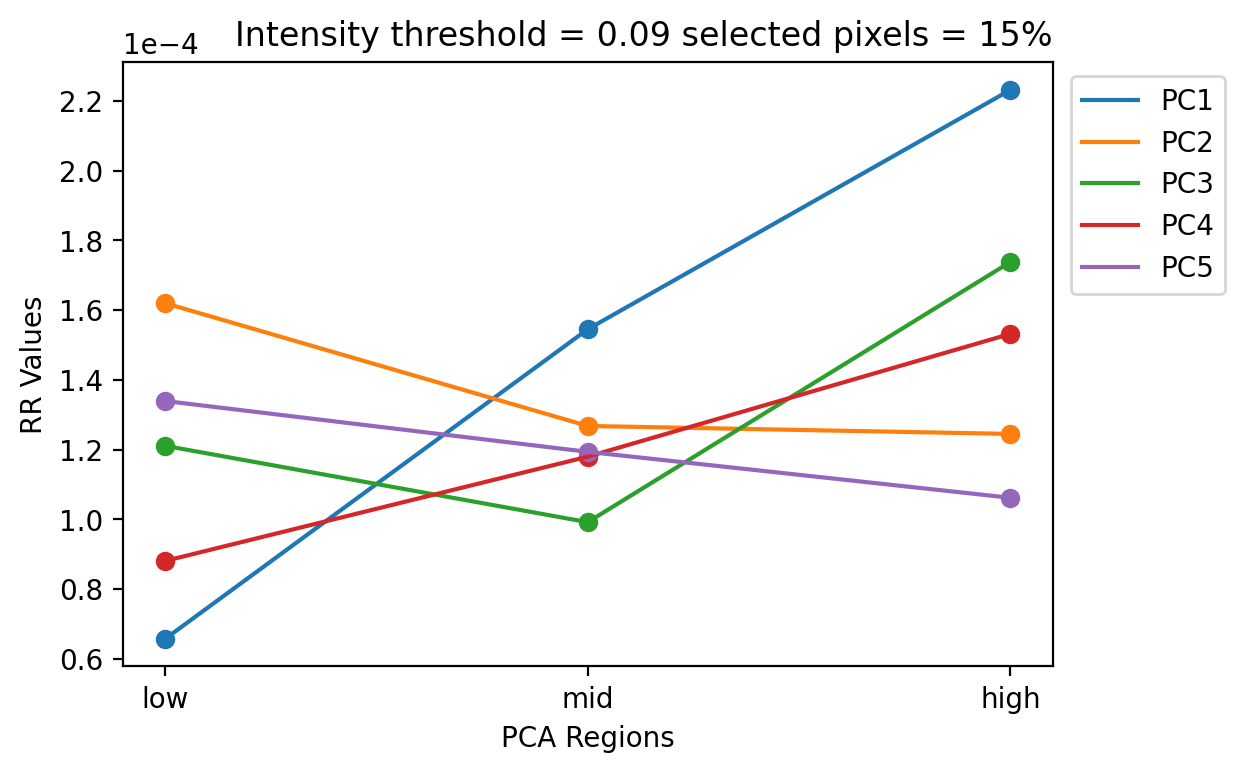 Intensity threshold = 0.09 selected pixels = 15%
1e−4
2.2
2.0
1.8
1.6
1.4
1.2
1.0
0.8
0.6
RR Values
low mid high
PCA Regions
PC1
PC2
PC3
PC4
PC5